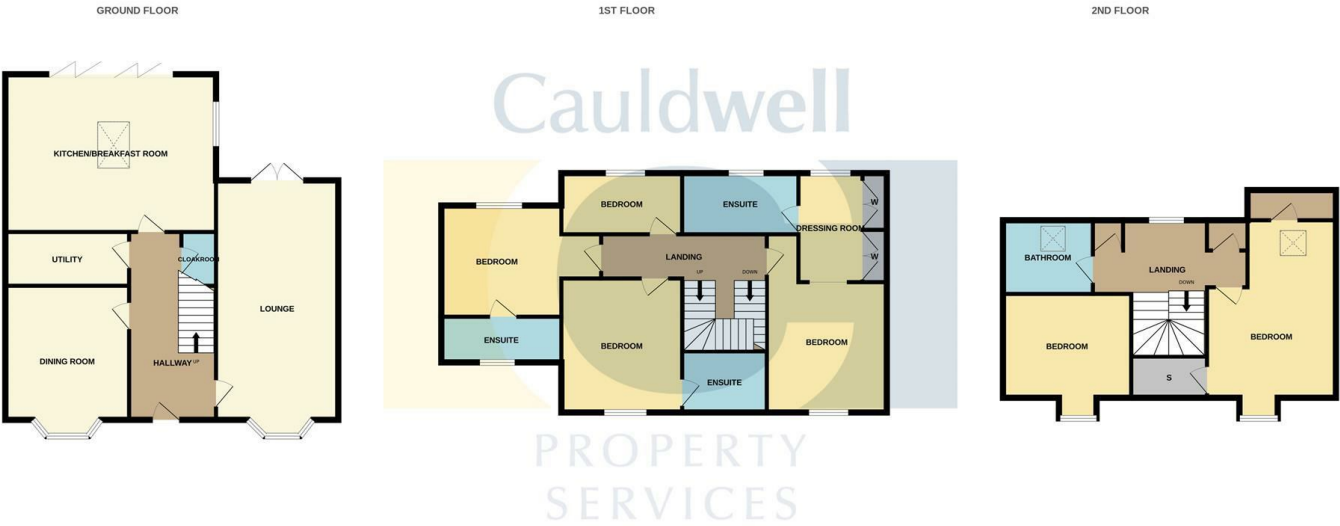 GROUND FLOOR
1ST FLOOR
2ND FLOOR
KITCHEN/BREAKFAST ROOM
UTILITY
CLOAKROOM
LOUNGE
DINING ROOM
HALLWAY
UP
Cauldwell
BEDROOM
ENSUITE
W
DRESSING ROOM
W
BEDROOM
LANDING
UP
DOWN
ENSUITE
BEDROOM
BEDROOM
ENSUITE
PROPERTY
SERVICES
BATHROOM
LANDING
DOWN
BEDROOM
BEDROOM
S